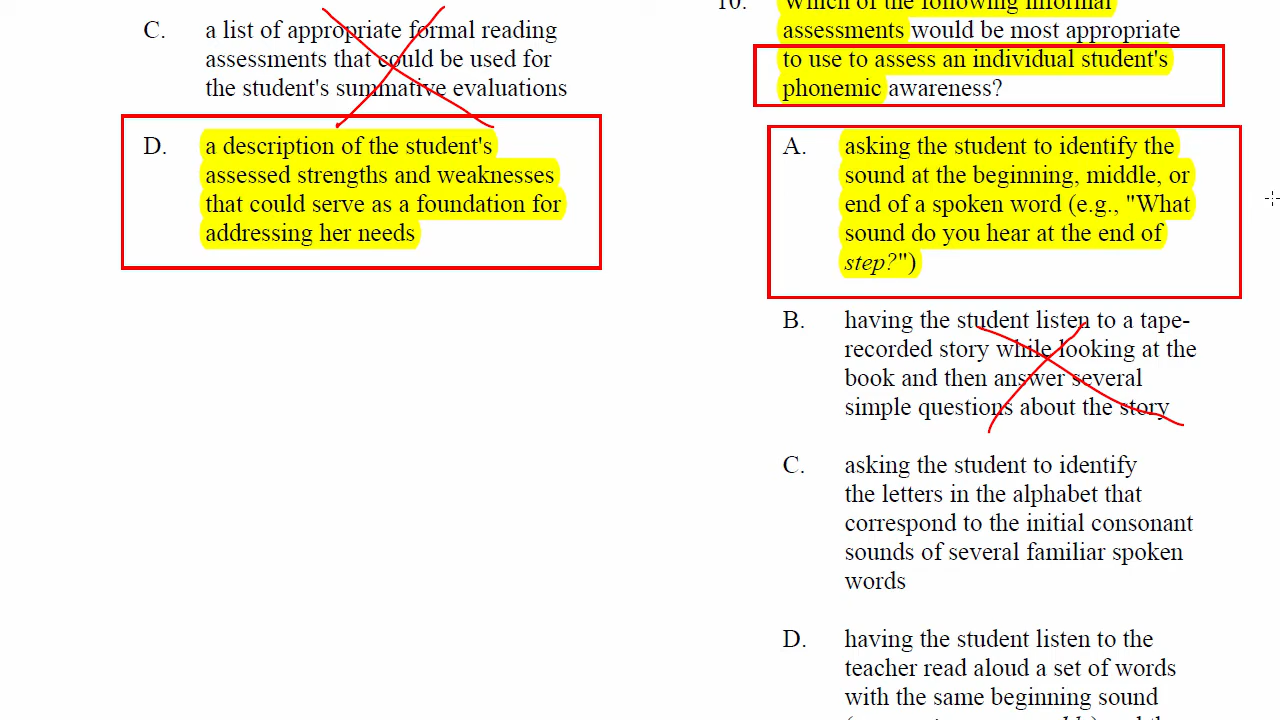 C. a list of appropriate formal reading
assessments that could be used for
the student's summative evaluations
D. a description of the student's
assessed strengths and weaknesses
that could serve as a foundation for
addressing her needs
10. Which of the following informal
assessments would be most appropriate
to use to assess an individual student's
phonemic awareness?
A. asking the student to identify the
sound at the beginning, middle, or
end of a spoken word (e.g., "What
sound do you hear at the end of
step?")
B. having the student listen to a tape-
recorded story while looking at the
book and then answer several
simple questions about the story
C. asking the student to identify
the letters in the alphabet that
correspond to the initial consonant
sounds of several familiar spoken
words
D. having the student listen to the
teacher read aloud a set of words
with the same beginning sound